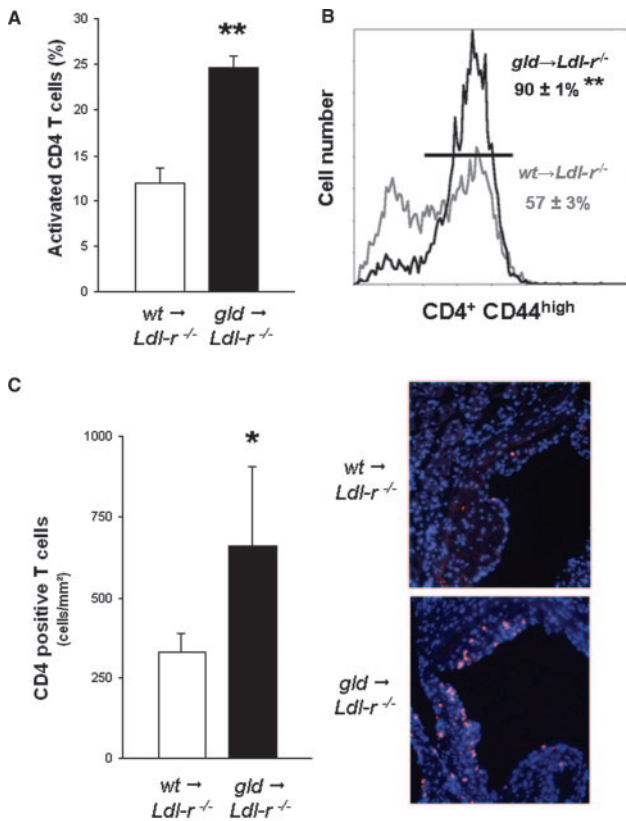 A
Activated CD4 T cells (%)
30
25
20
15
10
5
0
**
wt →
Ldl-r -/-
gld →
Ldl-r -/-
B
Cell number
gld→Ldl-r-/-
90 ± 1% **
wt→Ldl-r-/-
57 ± 3%
CD4+ CD44high
C
CD4 positive T cells
(cells/mm²)
1000
750
500
250
0
*
wt →
Ldl-r -/-
gld →
Ldl-r -/-
wt →
Ldl-r -/-
gld →
Ldl-r -/-